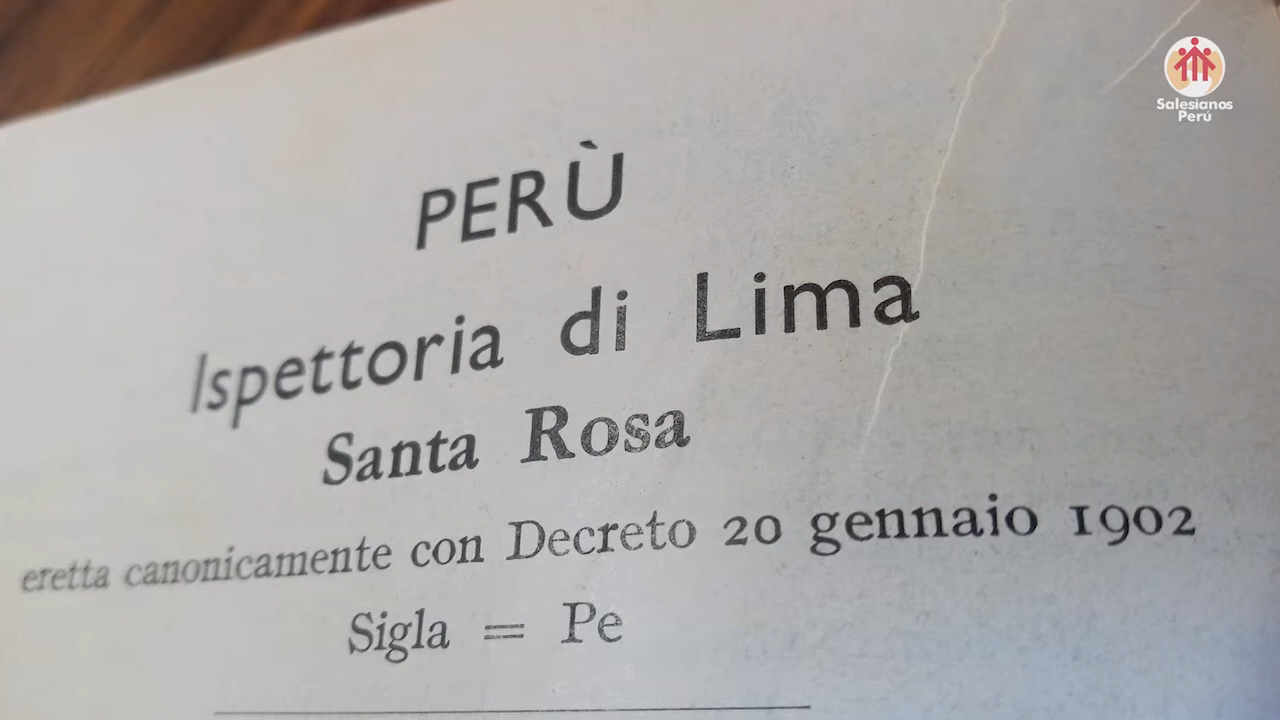 PERÙ
Ispettoria di Lima
Santa Rosa
eretta canonicamente con Decreto 20 gennaio 1902
Sigla = Pe
Salesianos
Perú